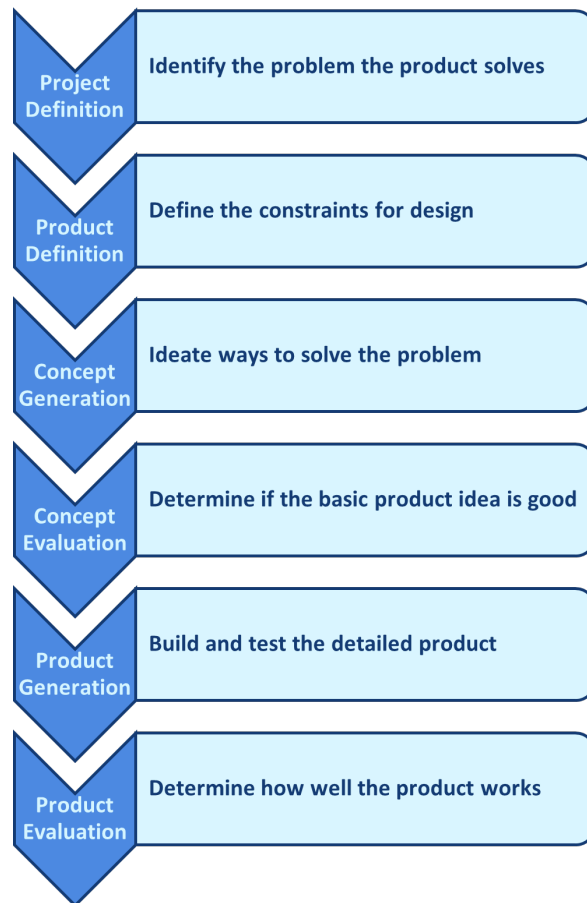 Project
Definition
Identify the problem the product solves
Product
Definition
Define the constraints for design
Concept
Generation
Ideate ways to solve the problem
Concept
Evaluation
Determine if the basic product idea is good
Product
Generation
Build and test the detailed product
Product
Evaluation
Determine how well the product works